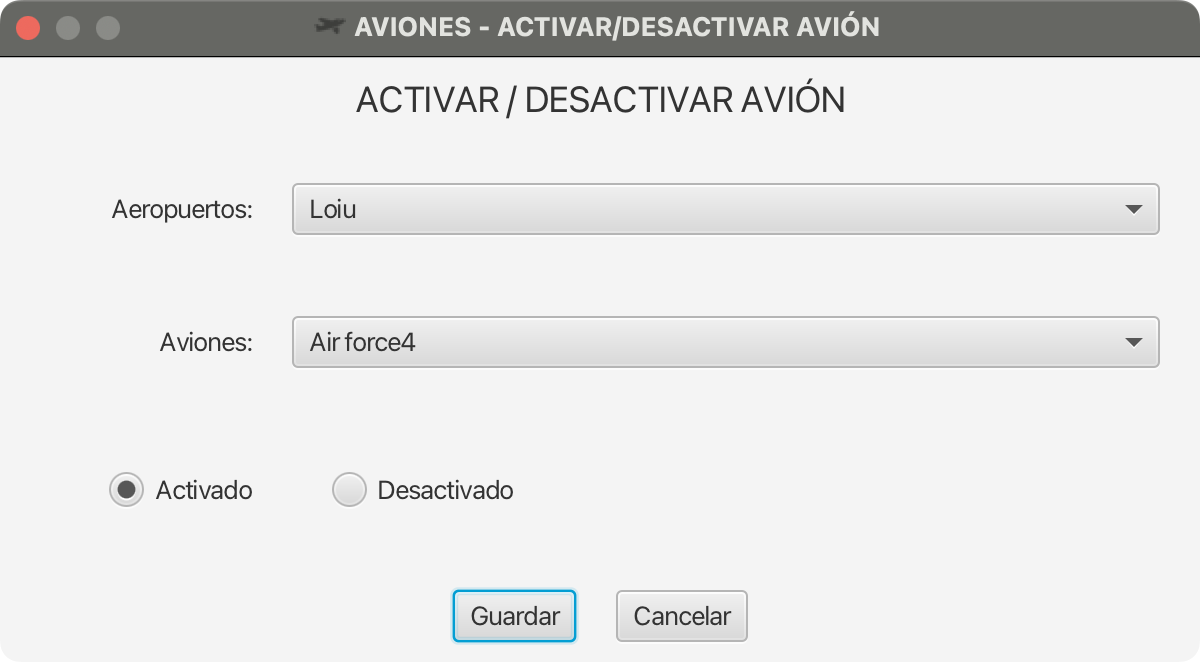 AVIONES - ACTIVAR/DESACTIVAR AVIÓN
ACTIVAR / DESACTIVAR AVIÓN
Aeropuertos: Loiu
Aviones: Air force4
Activado Desactivado
Guardar Cancelar